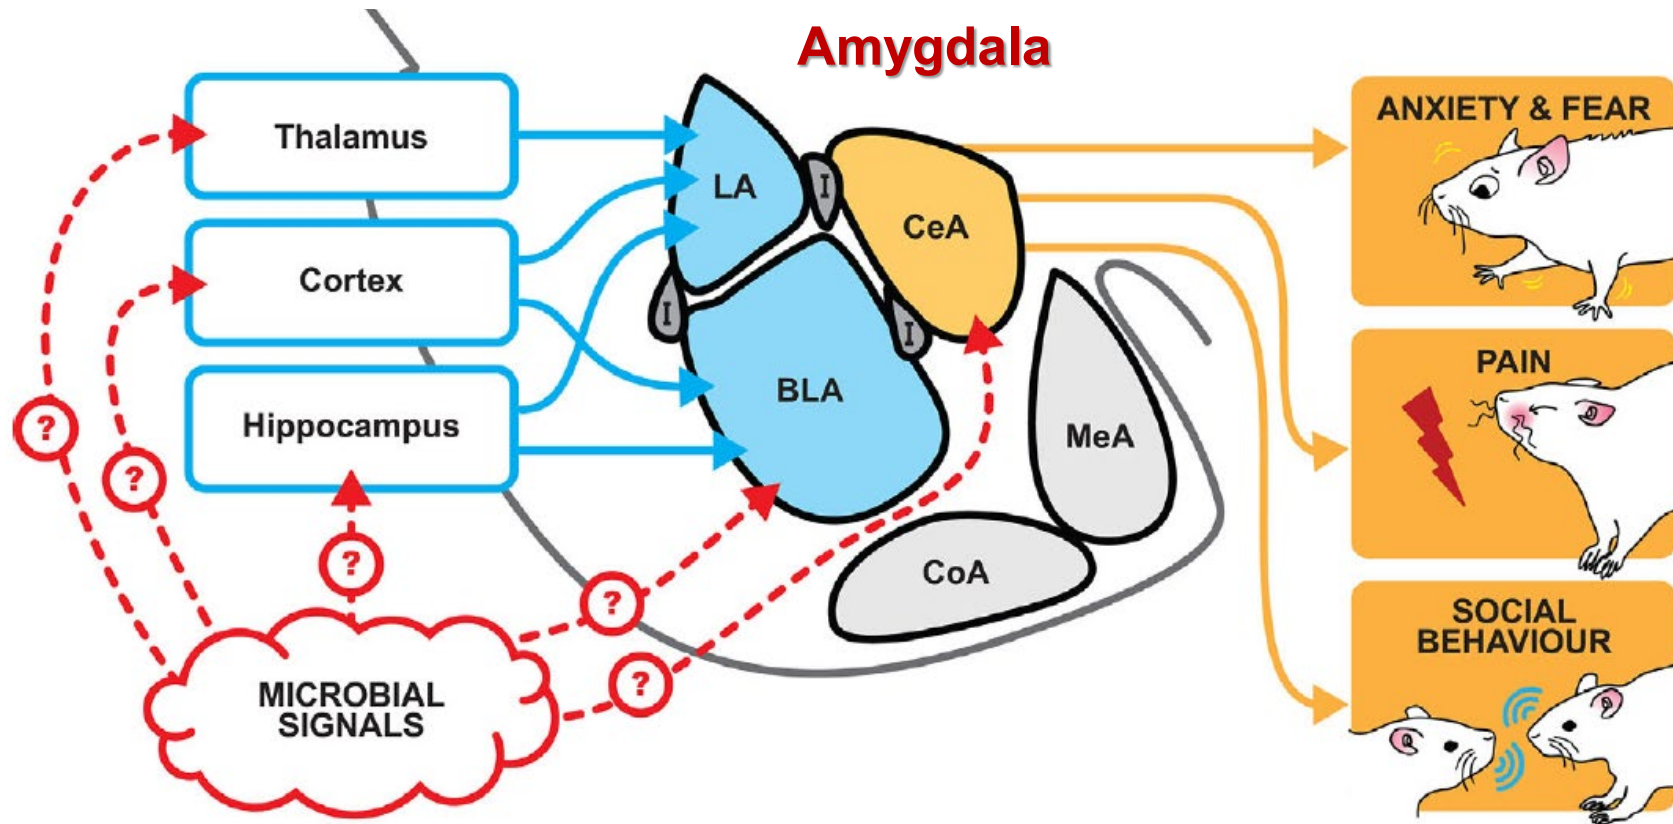 Amygdala
Thalamus
Cortex
Hippocampus
MICROBIAL
SIGNALS
?
?
?
?
?
LA
I
I
I
BLA
CeA
MeA
CoA
ANXIETY & FEAR
PAIN
SOCIAL
BEHAVIOUR